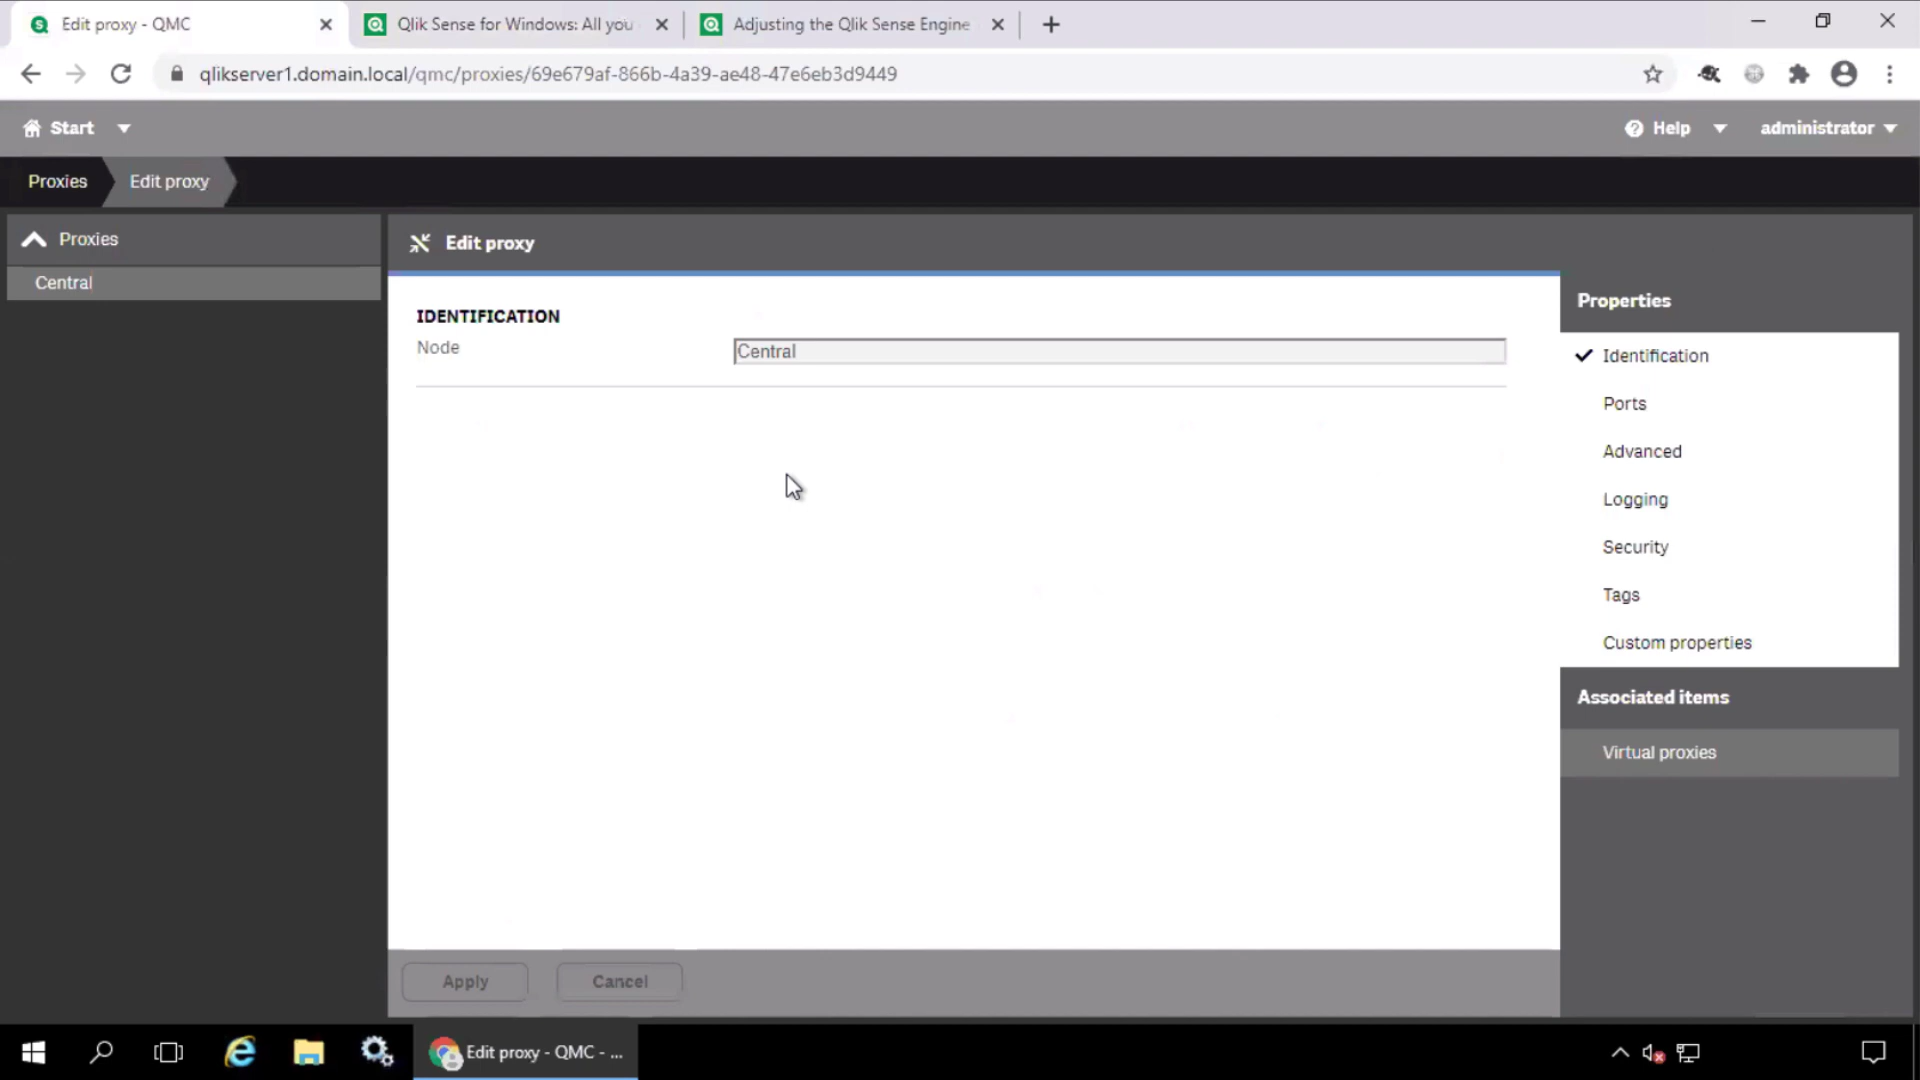 Edit proxy - QMC
Qlik Sense for Windows: All you
Adjusting the Qlik Sense Engine
qlikserver1.domain.local/qmc/proxies/69e679af-866b-4a39-ae48-47e6eb3d9449
Start
Help
administrator
Proxies
Edit proxy
Proxies
Central
Edit proxy
IDENTIFICATION
Node
Central
Properties
Identification
Ports
Advanced
Logging
Security
Tags
Custom properties
Associated items
Virtual proxies
Apply
Cancel
Edit proxy - QMC - ...